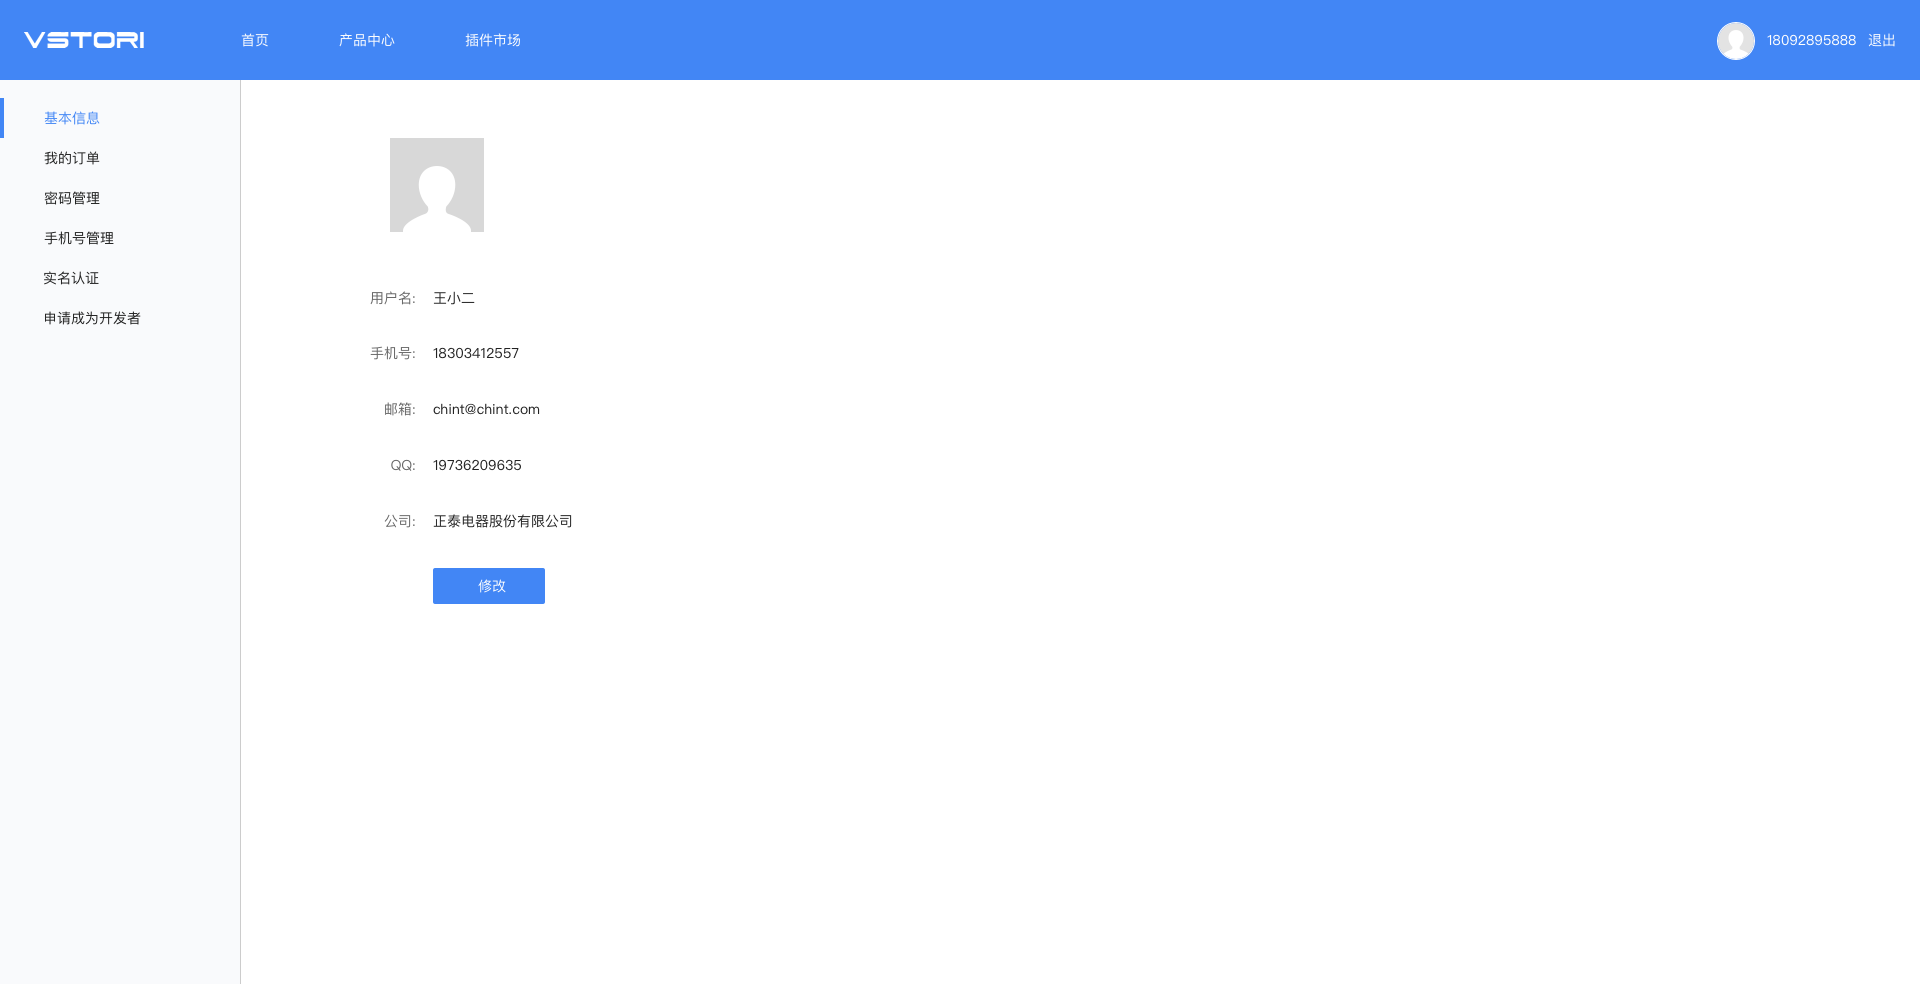 VSTORI 首页 产品中心 插件市场 18092895888 退出
基本信息
我的订单
密码管理
手机号管理
实名认证
申请成为开发者
用户名: 王小二
手机号: 18303412557
邮箱: chint@chint.com
QQ: 19736209635
公司: 正泰电器股份有限公司
修改